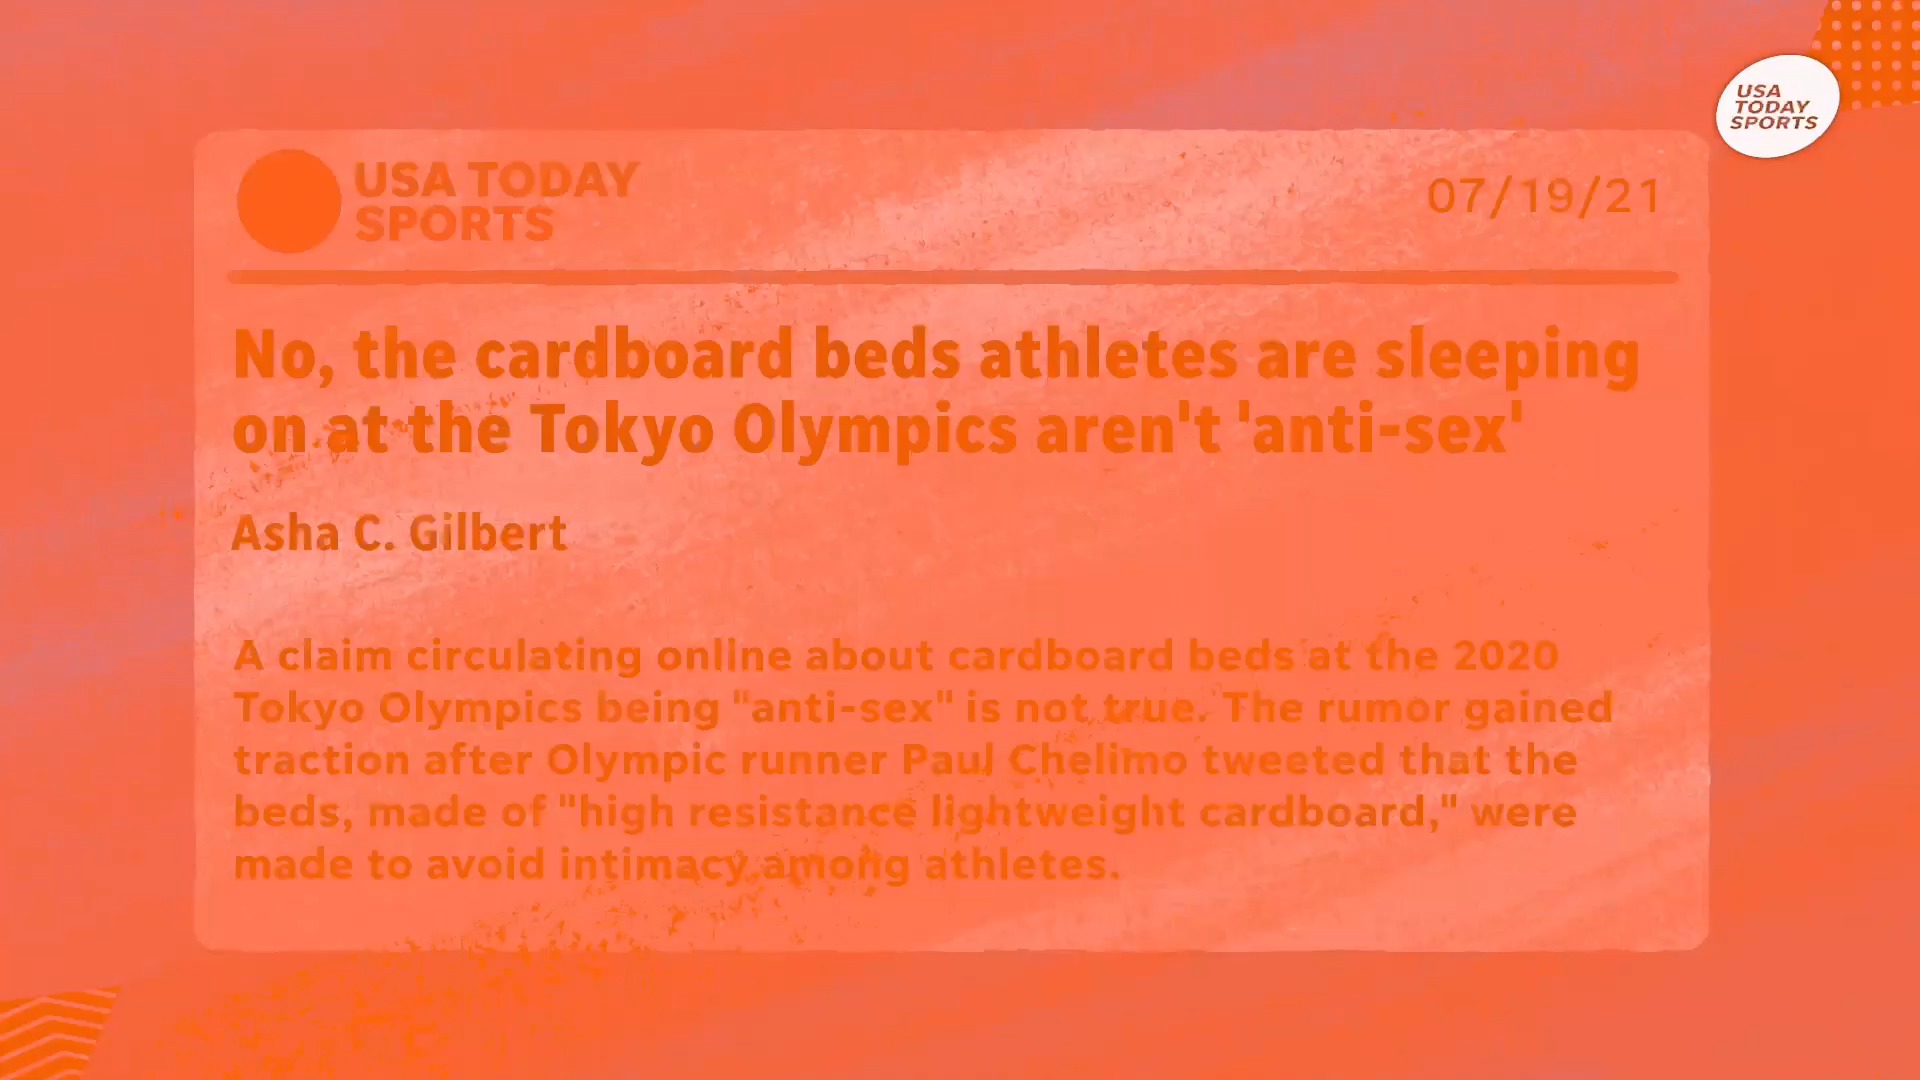 USA
TODAY
SPORTS
USA TODAY
SPORTS
07/19/21
No, the cardboard beds athletes are sleeping
on at the Tokyo Olympics aren't 'anti-sex'
Asha C. Gilbert
A claim circulating online about cardboard beds at the 2020
Tokyo Olympics being "anti-sex" is not true. The rumor gained
traction after Olympic runner Paul Chelimo tweeted that the
beds, made of "high resistance lightweight cardboard," were
made to avoid intimacy among athletes.